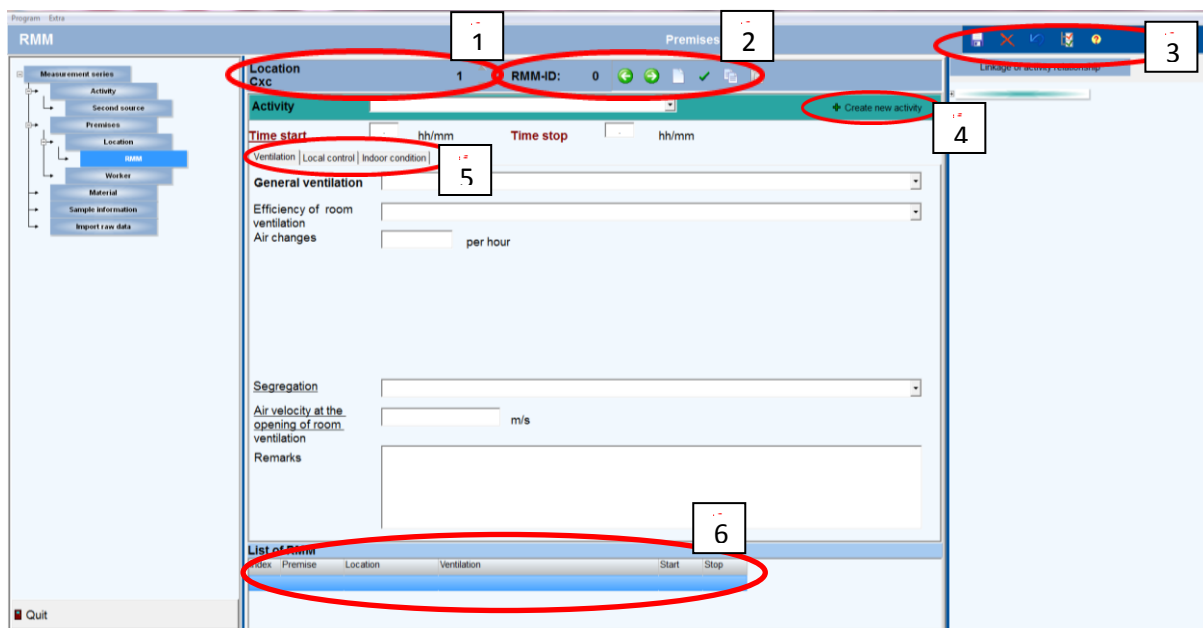 Program Extra
RMM
Premises
1
2
3
4
5
6
Measurement series
Activity
Second source
Premises
Location
RMM
Worker
Material
Sample information
Import raw data
Quit
Location 1
Cxc
RMM-ID: 0
Linkage of activity relationship
Activity
Create new activity
Time start hh/mm Time stop hh/mm
Ventilation Local control Indoor condition
General ventilation
Efficiency of room
ventilation
Air changes per hour
Segregation
Air velocity at the
opening of room
ventilation
m/s
Remarks
List of RMM
Index Premise Location Ventilation Start Stop